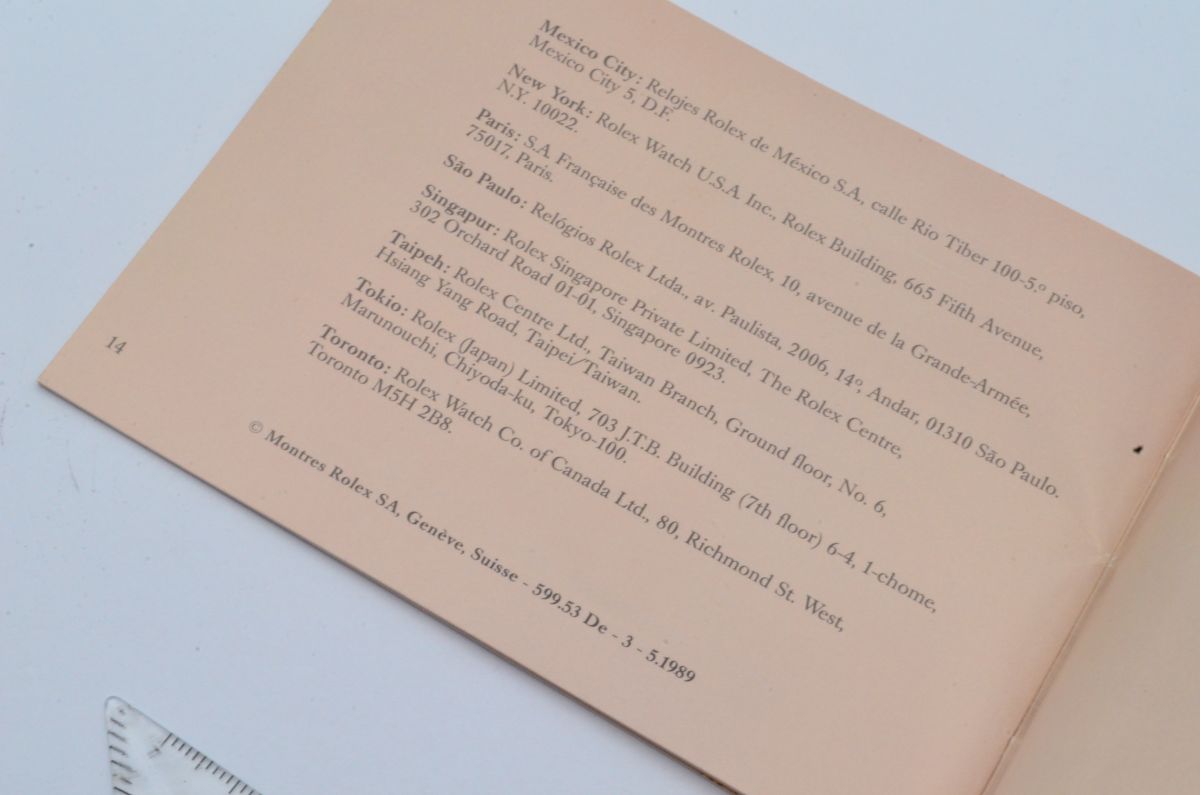 Mexico City: Relojes Rolex de México S.A., calle Rio Tiber 100-5.º piso,
Mexico City 5, D.F.
New York: Rolex Watch U.S.A. Inc., Rolex Building, 665 Fifth Avenue,
N.Y. 10022.
Paris: S.A. Française des Montres Rolex, 10, avenue de la Grande-Armée,
75017, Paris.
São Paulo: Relógios Rolex Ltda., av. Paulista, 2006, 14º, Andar, 01310 São Paulo.
Singapur: Rolex Singapore Private Limited, The Rolex Centre,
302 Orchard Road 01-01, Singapore 0923.
Taipeh: Rolex Centre Ltd., Taiwan Branch, Ground floor, No. 6,
Hsiang Yang Road, Taipei/Taiwan.
Tokio: Rolex (Japan) Limited, 703 J.T.B. Building (7th floor) 6-4, 1-chome,
Marunouchi, Chiyoda-ku, Tokyo-100.
Toronto: Rolex Watch Co. of Canada Ltd., 80, Richmond St. West,
Toronto M5H 2B8.
14
© Montres Rolex SA, Genève, Suisse - 599.53 De - 3 - 5.1989